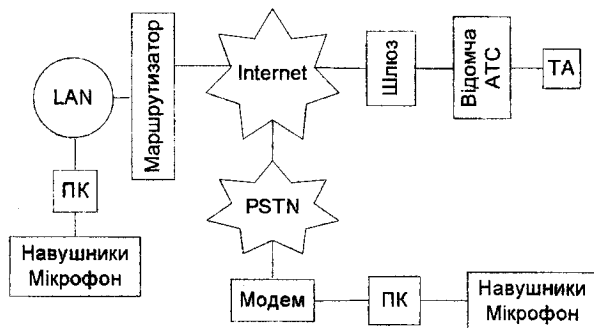 LAN
Маршрутизатор
Internet
Шлюз
Відомча
АТС
ТА
ПК
Навушники
Мікрофон
PSTN
Модем
ПК
Навушники
Мікрофон